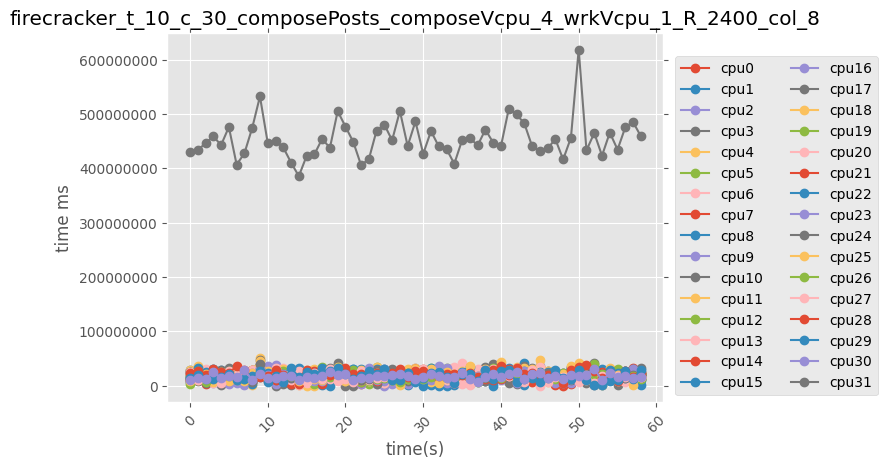 firecracker_t_10_c_30_composePosts_composeVcpu_4_wrkVcpu_1_R_2400_col_8
time ms
600000000
500000000
400000000
300000000
200000000
100000000
0
0
10
20
30
40
50
60
time(s)
cpu0
cpu1
cpu2
cpu3
cpu4
cpu5
cpu6
cpu7
cpu8
cpu9
cpu10
cpu11
cpu12
cpu13
cpu14
cpu15
cpu16
cpu17
cpu18
cpu19
cpu20
cpu21
cpu22
cpu23
cpu24
cpu25
cpu26
cpu27
cpu28
cpu29
cpu30
cpu31